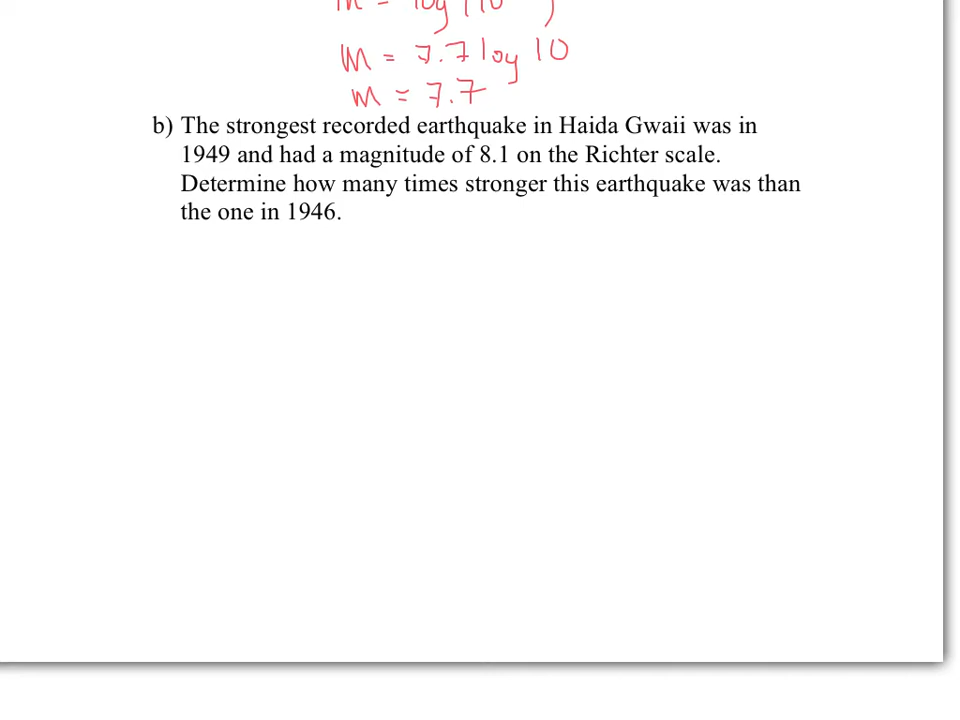 m = log (10 )
m = 7.7 log 10
m = 7.7
b) The strongest recorded earthquake in Haida Gwaii was in
1949 and had a magnitude of 8.1 on the Richter scale.
Determine how many times stronger this earthquake was than
the one in 1946.